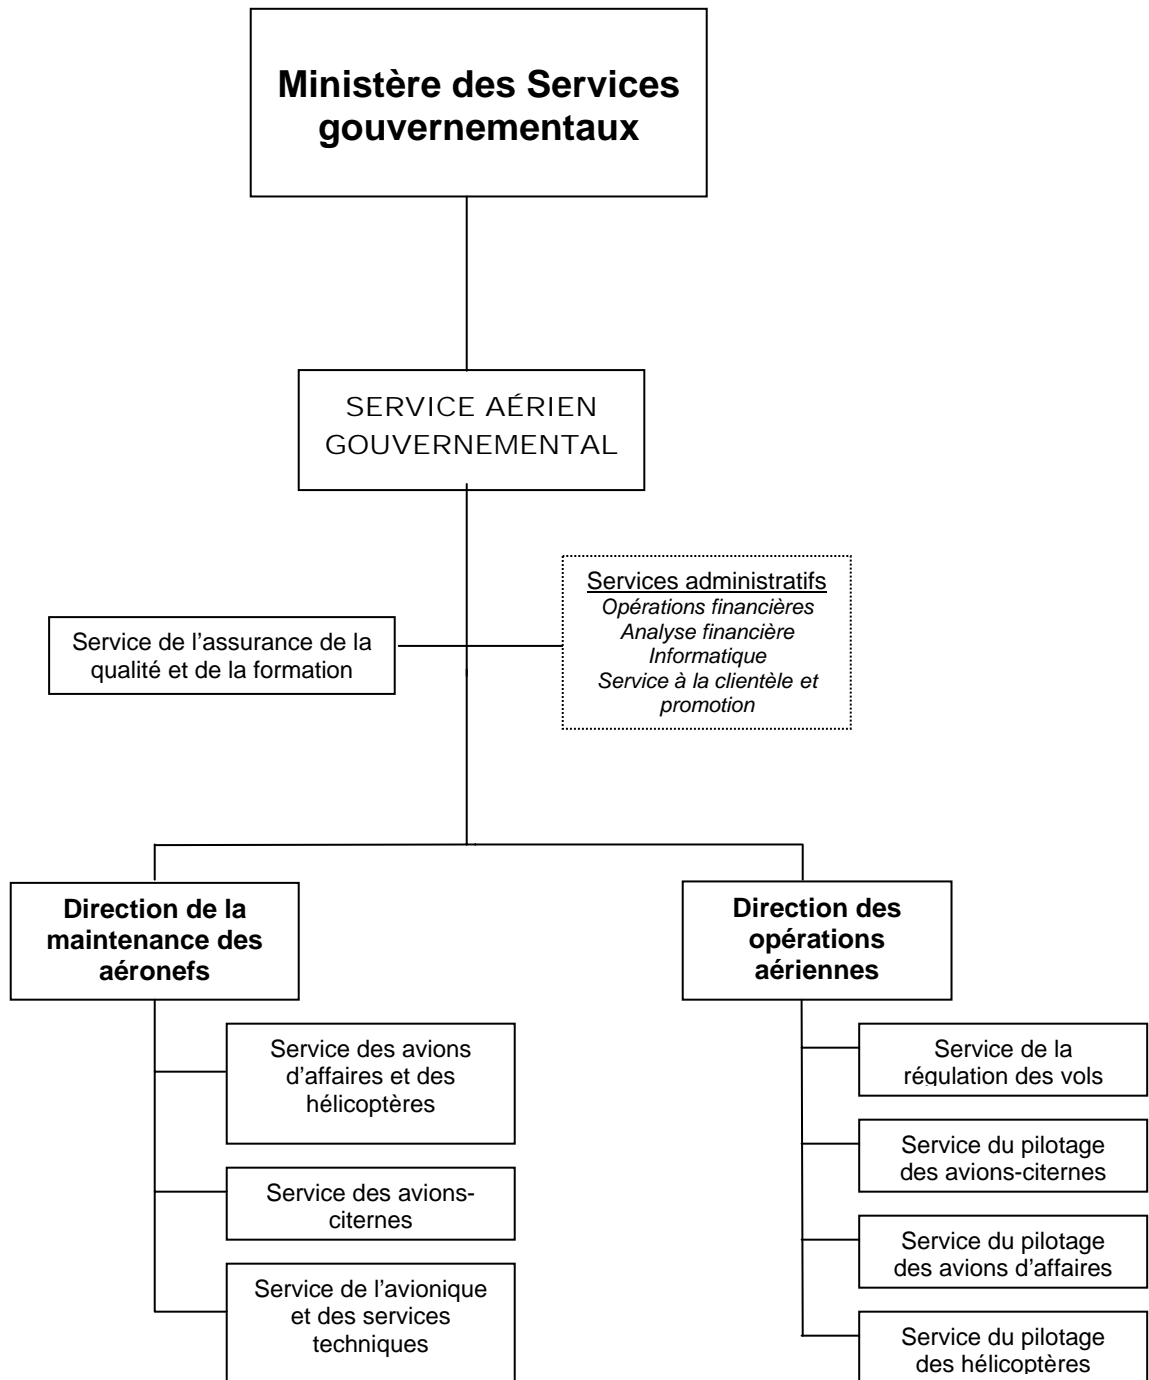 Ministère des Services
gouvernementaux
SERVICE AÉRIEN
GOUVERNEMENTAL
Service de l’assurance de la
qualité et de la formation
Services administratifs
Opérations financières
Analyse financière
Informatique
Service à la clientèle et
promotion
Direction de la
maintenance des
aéronefs
Service des avions
d’affaires et des
hélicoptères
Service des avions-
citernes
Service de l’avionique
et des services
techniques
Direction des
opérations
aériennes
Service de la
régulation des vols
Service du pilotage
des avions-citernes
Service du pilotage
des avions d’affaires
Service du pilotage
des hélicoptères